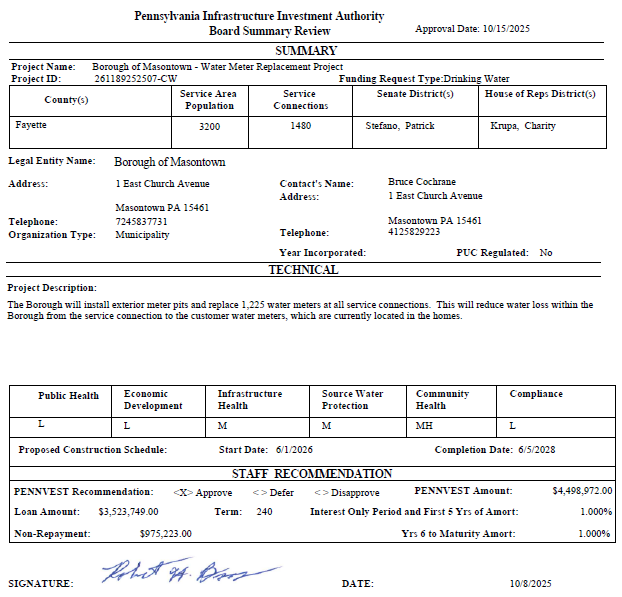 Pennsylvania Infrastructure Investment Authority
Board Summary Review
Approval Date: 10/15/2025
SUMMARY
Project Name: Borough of Masontown - Water Meter Replacement Project
Project ID: 261189252507-CW Funding Request Type:Drinking Water
County(s) Service Area Population Service Connections Senate District(s) House of Reps District(s)
Fayette 3200 1480 Stefano, Patrick Krupa, Charity
Legal Entity Name: Borough of Masontown
Address: 1 East Church Avenue Contact's Name: Bruce Cochrane
Address: 1 East Church Avenue
Masontown PA 15461 Masontown PA 15461
Telephone: 7245837731 Telephone: 4125829223
Organization Type: Municipality
Year Incorporated: PUC Regulated: No
TECHNICAL
Project Description:
The Borough will install exterior meter pits and replace 1,225 water meters at all service connections. This will reduce water loss within the
Borough from the service connection to the customer water meters, which are currently located in the homes.
Public Health Economic Development Infrastructure Health Source Water Protection Community Health Compliance
L L M M MH L
Proposed Construction Schedule: Start Date: 6/1/2026 Completion Date: 6/5/2028
STAFF RECOMMENDATION
PENNVEST Recommendation: <X> Approve < > Defer < > Disapprove PENNVEST Amount: $4,498,972.00
Loan Amount: $3,523,749.00 Term: 240 Interest Only Period and First 5 Yrs of Amort: 1.000%
Non-Repayment: $975,223.00 Yrs 6 to Maturity Amort: 1.000%
SIGNATURE: DATE: 10/8/2025